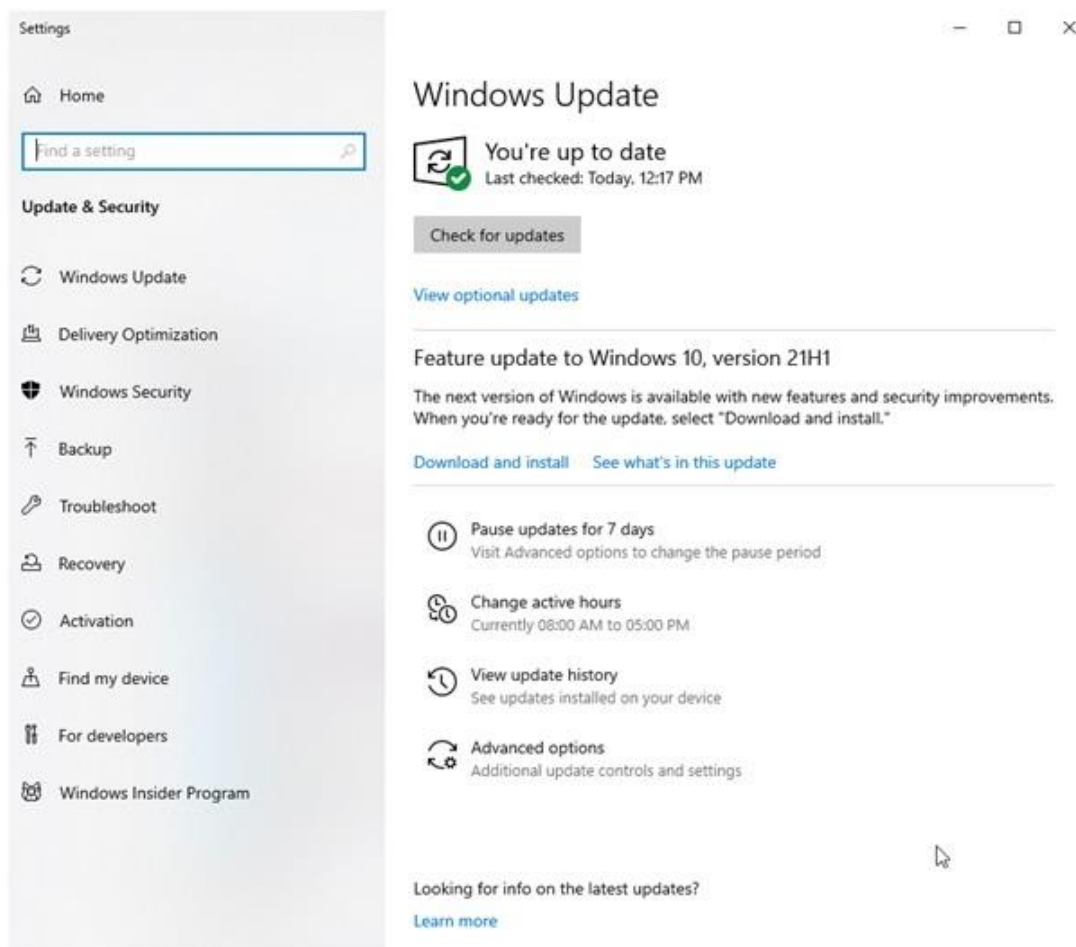 Settings
Home
Find a setting
Update & Security
Windows Update
Delivery Optimization
Windows Security
Backup
Troubleshoot
Recovery
Activation
Find my device
For developers
Windows Insider Program
Windows Update
You're up to date
Last checked: Today, 12:17 PM
Check for updates
View optional updates
Feature update to Windows 10, version 21H1
The next version of Windows is available with new features and security improvements.
When you're ready for the update, select "Download and install."
Download and install See what's in this update
Pause updates for 7 days
Visit Advanced options to change the pause period
Change active hours
Currently 08:00 AM to 05:00 PM
View update history
See updates installed on your device
Advanced options
Additional update controls and settings
Looking for info on the latest updates?
Learn more